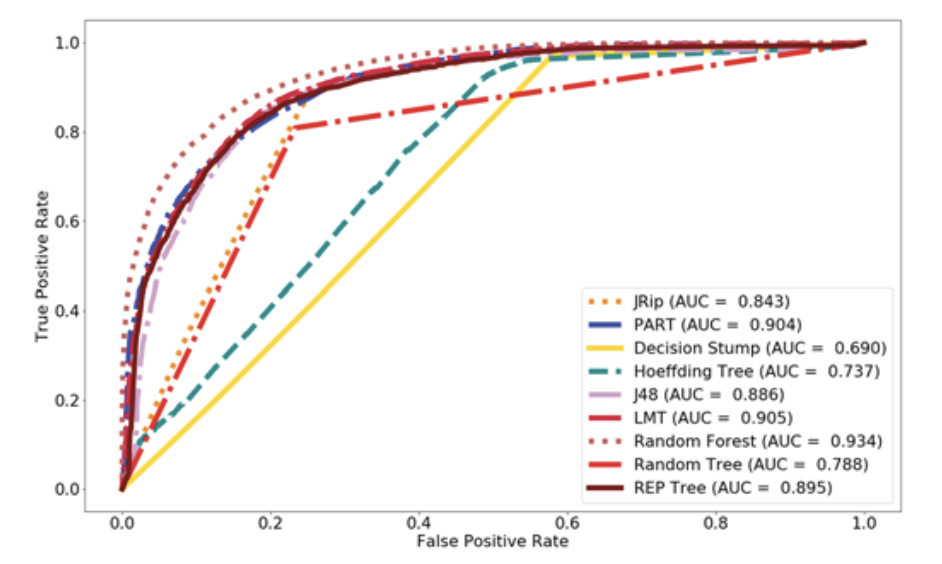 1.0
0.8
0.6
0.4
0.2
0.0
True Positive Rate
JRip (AUC = 0.843)
PART (AUC = 0.904)
Decision Stump (AUC = 0.690)
Hoeffding Tree (AUC = 0.737)
J48 (AUC = 0.886)
LMT (AUC = 0.905)
Random Forest (AUC = 0.934)
Random Tree (AUC = 0.788)
REP Tree (AUC = 0.895)
0.0 0.2 0.4 0.6 0.8 1.0
False Positive Rate